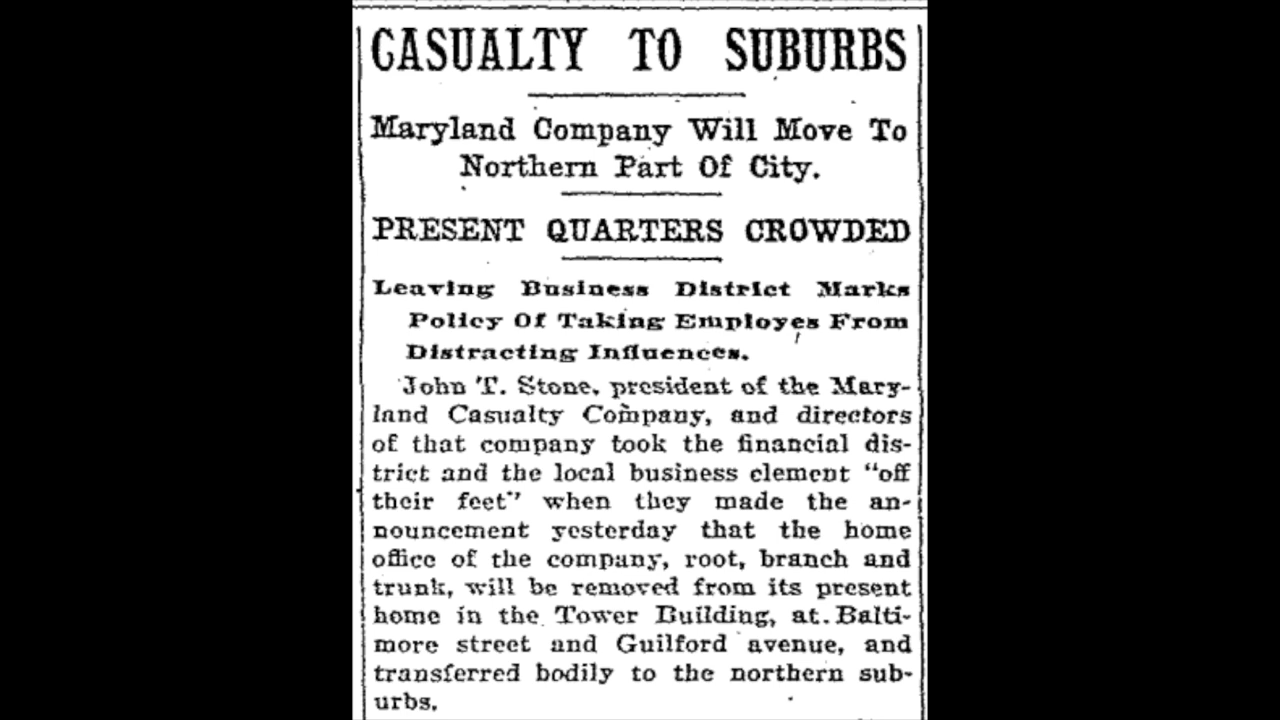 CASUALTY TO SUBURBS
Maryland Company Will Move To
Northern Part Of City.
PRESENT QUARTERS CROWDED
Leaving Business District Marks
Policy Of Taking Employes From
Distracting Influences.
John T. Stone, president of the Mary-
land Casualty Company, and directors
of that company took the financial dis-
trict and the local business element "off
their feet" when they made the an-
nouncement yesterday that the home
office of the company, root, branch and
trunk, will be removed from its present
home in the Tower Building, at Balti-
more street and Guilford avenue, and
transferred bodily to the northern sub-
urbs.